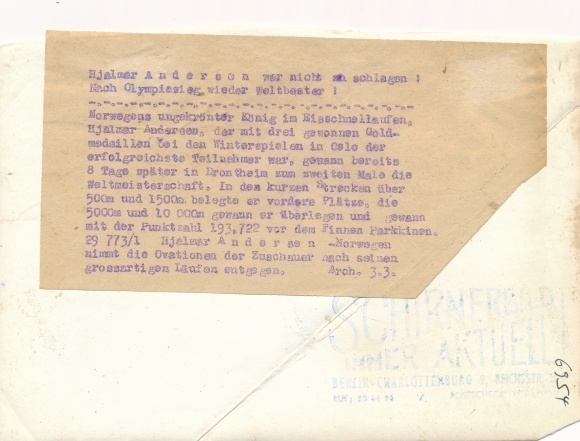 Hjalmar A n d e r s e n war nicht zu schlagen !
Nach Olympiasieg wieder Weltbester !
Norwegens ungekrönter König im Eisschnellaufen,
Hjalmar Andersen, der mit drei gewonnen Gold-
medaillen bei den Winterspielen in Oslo der
erfolgreichste Teilnehmer war, gewann bereits
8 Tage später in Drontheim zum zweiten Male die
Weltmeisterschaft. In den kurzen Strecken über
500m und 1500m belegte er vordere Plätze, die
5000m und 10 000m gewann er überlegen und gewann
mit der Punktzahl 193,722 vor dem Finnen Parkkinen.
29 773/1 Hjalmar A n d e r s e n -Norwegen
nimmt die Ovationen der Zuschauer nach seinen
grossartigen Läufen entgegen. Arch. 3.3.
SCHIRNERBILD
IMMER AKTUELL
BERLIN-CHARLOTTENBURG 9, REICHSSTR.
6954